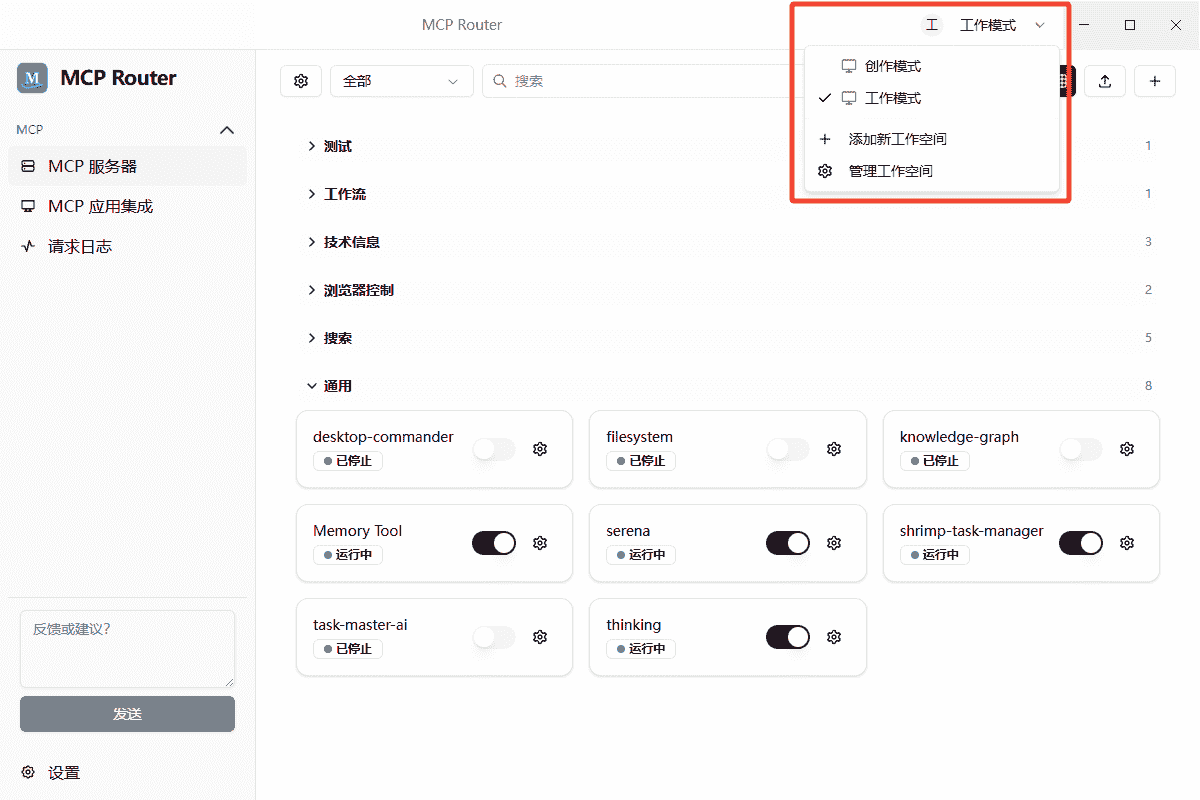 MCP Router
工 工作模式
创作模式
工作模式
添加新工作空间
管理工作空间
M MCP Router
MCP
MCP 服务器
MCP 应用集成
请求日志
全部
搜索
测试 1
工作流 1
技术信息 3
浏览器控制 2
搜索 5
通用 8
desktop-commander
已停止
filesystem
已停止
knowledge-graph
已停止
Memory Tool
运行中
serena
运行中
shrimp-task-manager
运行中
task-master-ai
已停止
thinking
运行中
反馈或建议?
发送
设置